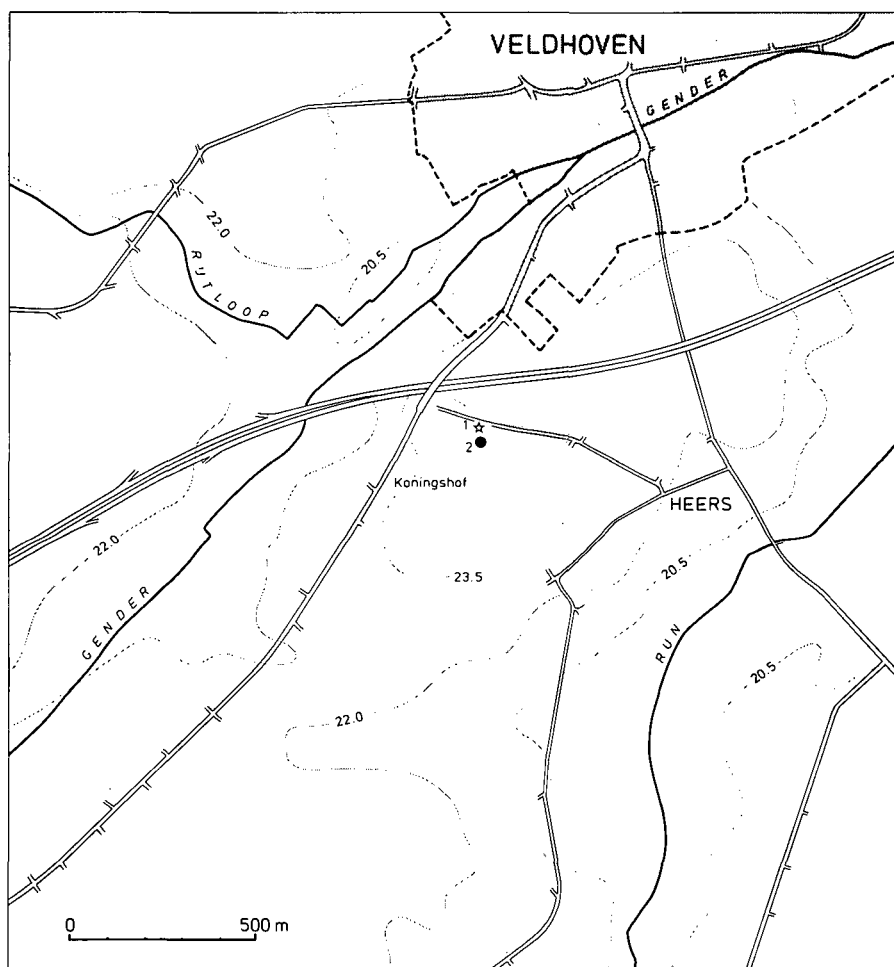 VELDHOVEN
GENDER
22.0
20.5
RIJTLOOP
1
2
Koningshof
HEERS
22.0
23.5
20.5
GENDER
RUN
20.5
22.0
0 500 m